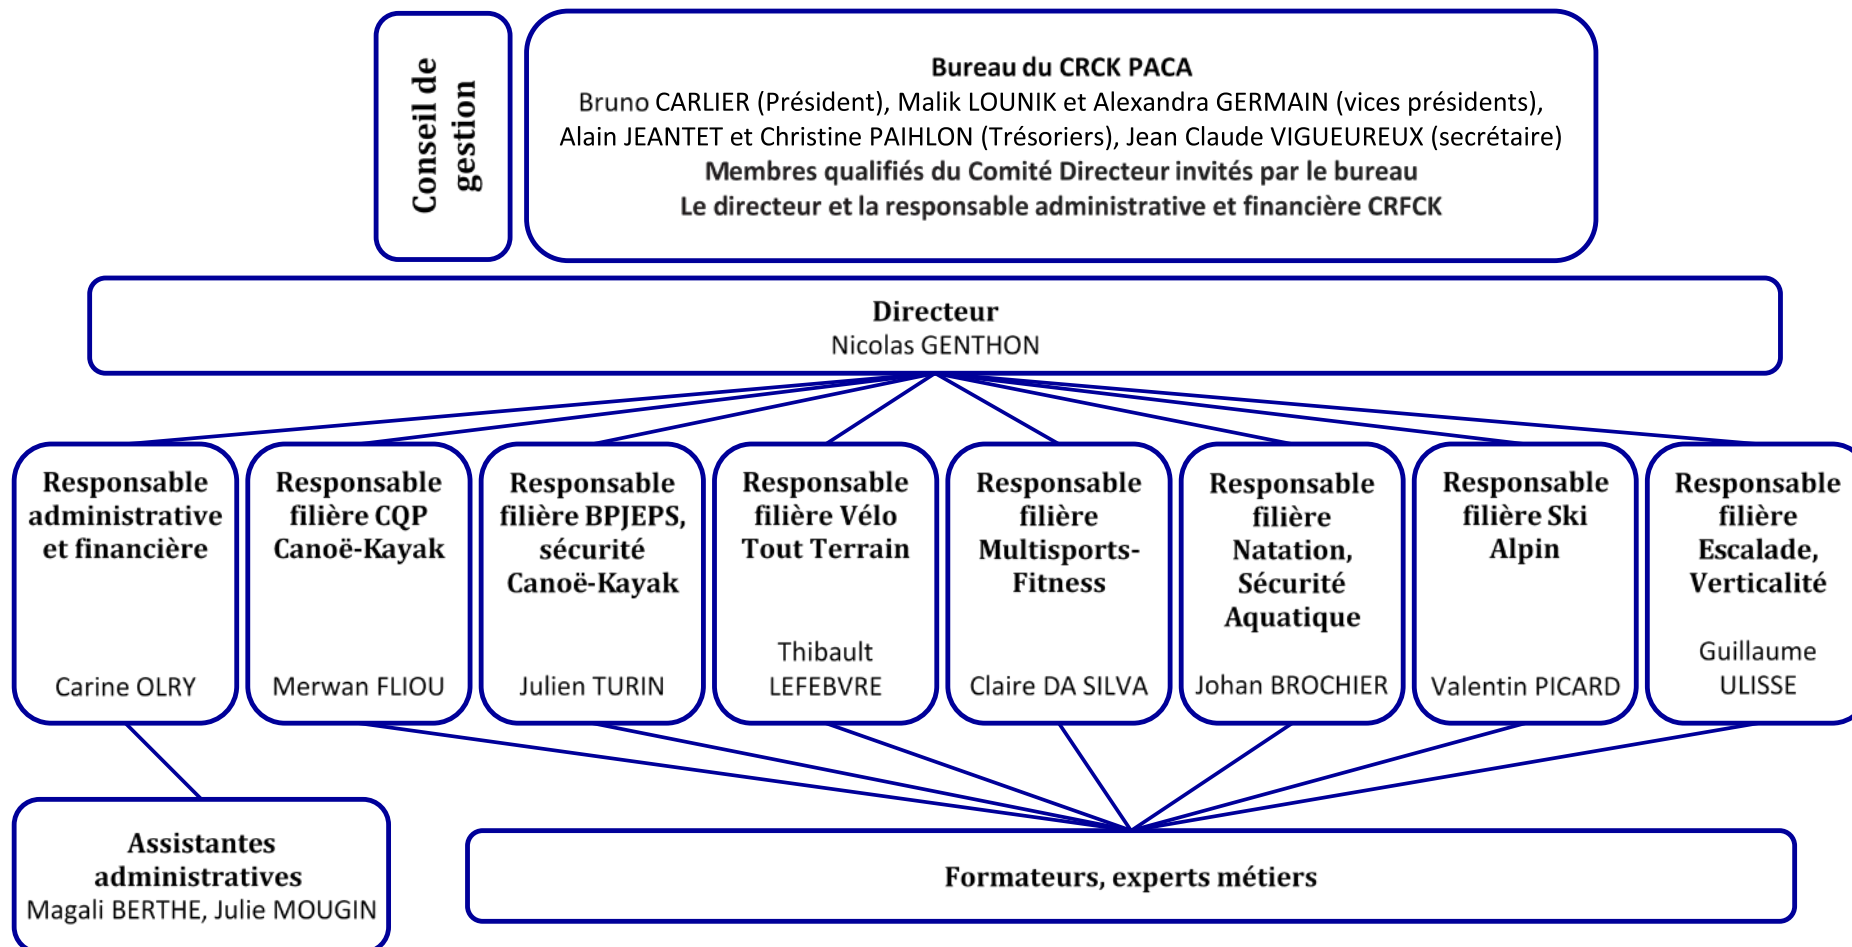 Conseil de
gestion
Bureau du CRCK PACA
Bruno CARLIER (Président), Malik LOUNIK et Alexandra GERMAIN (vices présidents),
Alain JEANTET et Christine PAIHLON (Trésoriers), Jean Claude VIGUEUREUX (secrétaire)
Membres qualifiés du Comité Directeur invités par le bureau
Le directeur et la responsable administrative et financière CRFCK
Directeur
Nicolas GENTHON
Responsable
administrative
et financière
Carine OLRY
Responsable
filière CQP
Canoë-Kayak
Merwan FLIOU
Responsable
filière BPJEPS,
sécurité
Canoë-Kayak
Julien TURIN
Responsable
filière Vélo
Tout Terrain
Thibault
LEFEBVRE
Responsable
filière
Multisports-
Fitness
Claire DA SILVA
Responsable
filière
Natation,
Sécurité
Aquatique
Johan BROCHIER
Responsable
filière Ski
Alpin
Valentin PICARD
Responsable
filière
Escalade,
Verticalité
Guillaume
ULISSE
Assistantes
administratives
Magali BERTHE, Julie MOUGIN
Formateurs, experts métiers